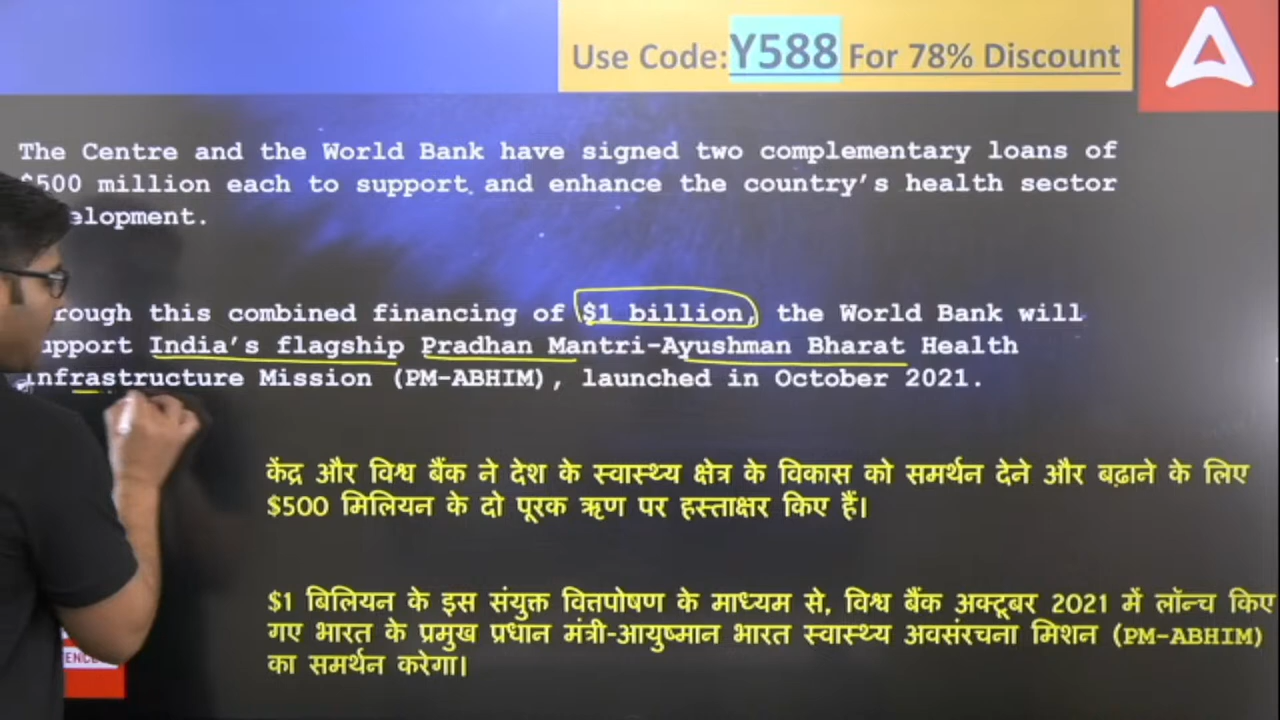 Use Code:Y588 For 78% Discount
The Centre and the World Bank have signed two complementary loans of
$500 million each to support and enhance the country's health sector
elopment.
rough this combined financing of $1 billion, the World Bank will
upport India's flagship Pradhan Mantri-Ayushman Bharat Health
Infrastructure Mission (PM-ABHIM), launched in October 2021.
केंद्र और विश्व बैंक ने देश के स्वास्थ्य क्षेत्र के विकास को समर्थन देने और बढ़ाने के लिए
$500 मिलियन के दो पूरक ऋण पर हस्ताक्षर किए हैं।
$1 बिलियन के इस संयुक्त वित्तपोषण के माध्यम से, विश्व बैंक अक्टूबर 2021 में लॉन्च किए
गए भारत के प्रमुख प्रधान मंत्री-आयुष्मान भारत स्वास्थ्य अवसंरचना मिशन (PM-ABHIM)
का समर्थन करेगा।